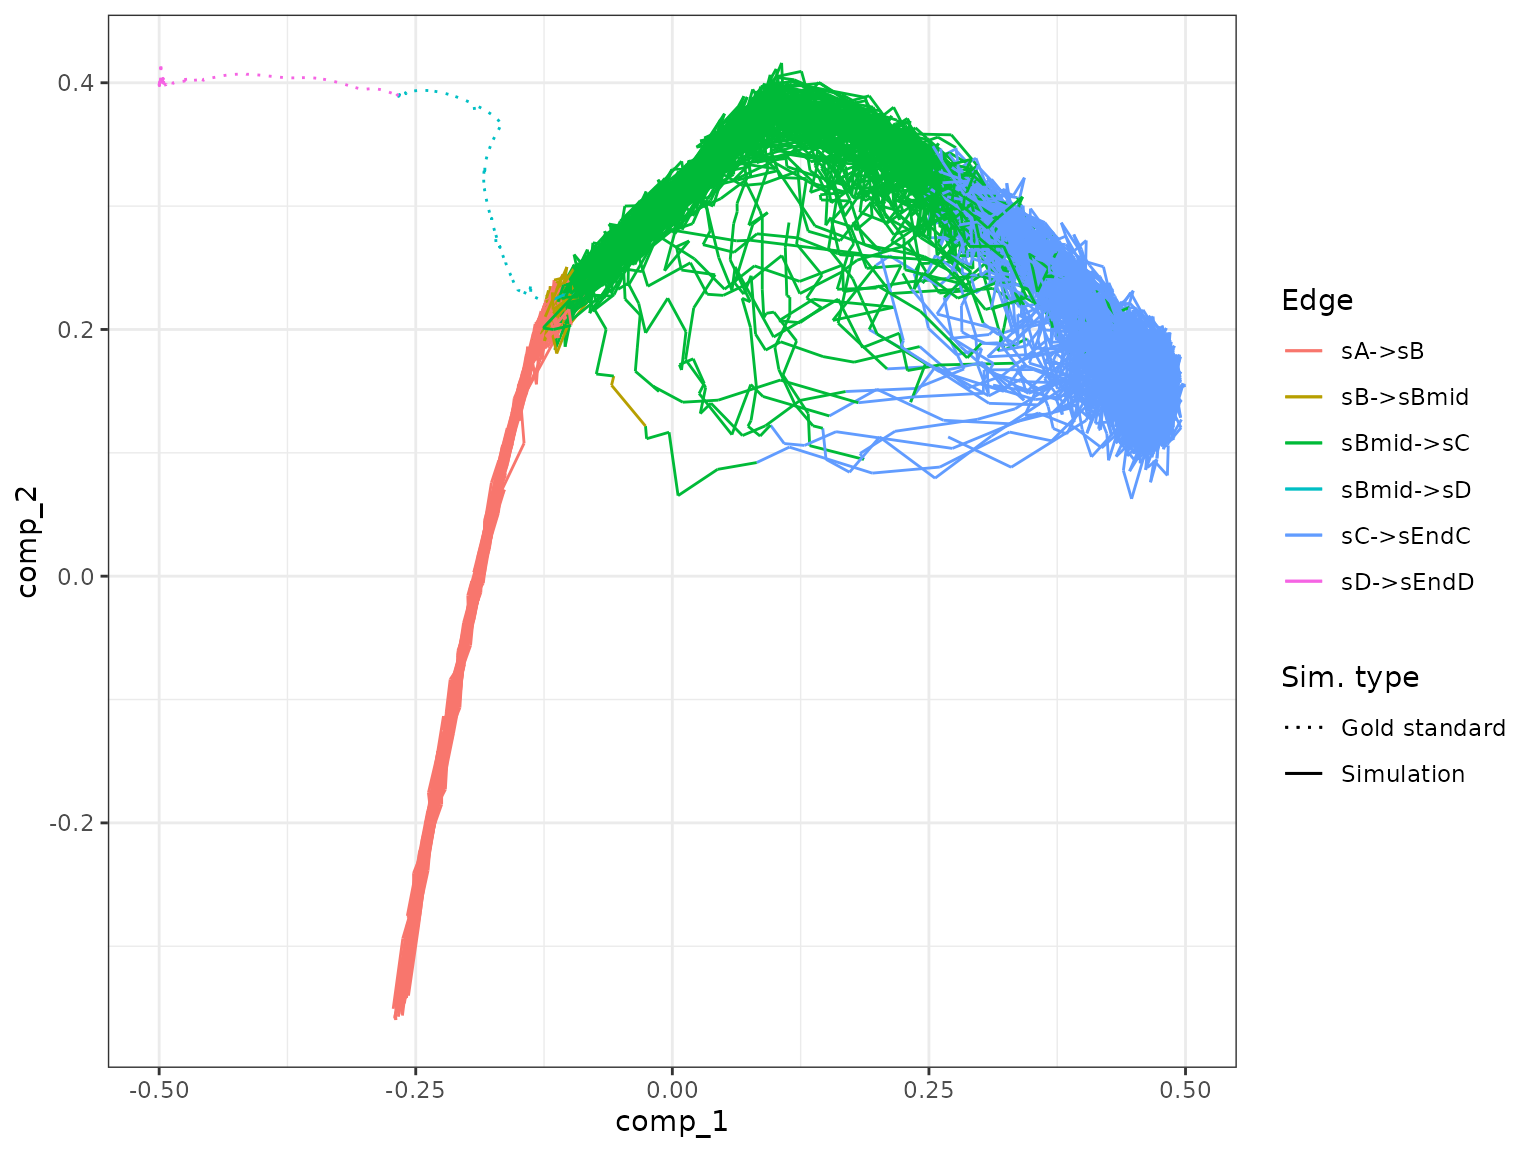 0.4
0.2
0.0
-0.2
comp_2
-0.50
-0.25
0.00
0.25
0.50
comp_1
Edge
sA->sB
sB->sBmid
sBmid->sC
sBmid->sD
sC->sEndC
sD->sEndD
Sim. type
Gold standard
Simulation